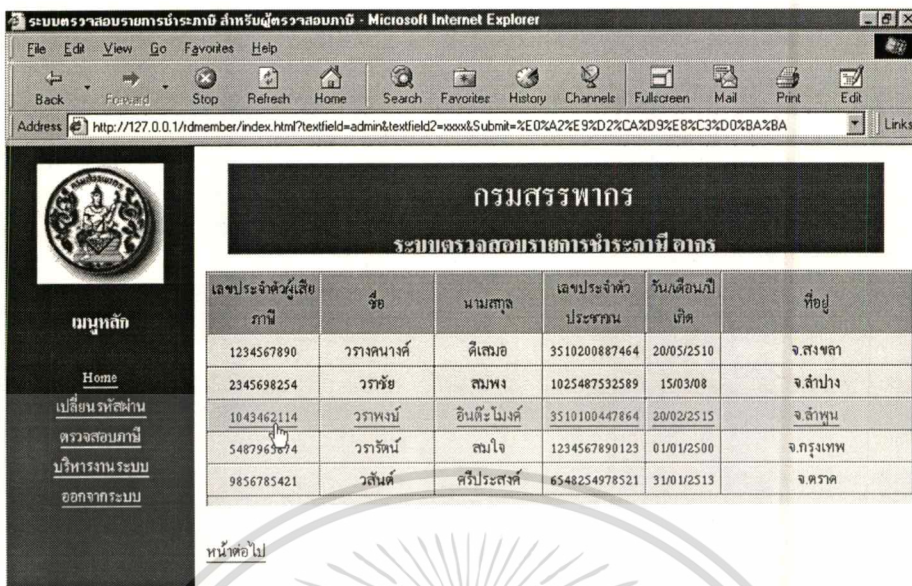 ระบบตรวจสอบรายการชำระภาษี สำหรับผู้ตรวจสอบภาษี - Microsoft Internet Explorer
File Edit View Go Favorites Help
Back Forward Stop Refresh Home Search Favorites History Channels Fullscreen Mail Print Edit
Address http://127.0.0.1/rdmember/index.html?textfield=admin&textfield2=xxxx&Submit=%E0%A2%E9%D2%CA%D9%E8%C3%D0%BA%BA Links
กรมสรรพากร
ระบบตรวจสอบรายการชำระภาษี อากร
เมนูหลัก
Home
เปลี่ยนรหัสผ่าน
ตรวจสอบภาษี
บริหารงานระบบ
ออกจากระบบ
เลขประจำตัวผู้เสียภาษี ชื่อ นามสกุล เลขประจำตัวประชาชน วัน/เดือน/ปีเกิด ที่อยู่
1234567890 วรางคนางค์ ดีเสมอ 3510200887464 20/05/2510 จ.สงขลา
2345698254 วราชัย สมพง 1025487532589 15/03/08 จ.ลำปาง
1043462114 วราพงษ์ อินต๊ะโมงค์ 3510100447864 20/02/2515 จ.ลำพูน
5487965874 วรารัตน์ สมใจ 1234567890123 01/01/2500 จ.กรุงเทพ
9856785421 วสันต์ ศรีประสงค์ 6548254978521 31/01/2513 จ.ตราด
หน้าต่อไป